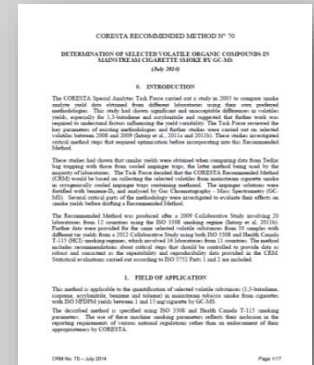 CORESTA RECOMMENDED METHOD N° 70
DETERMINATION OF SELECTED VOLATILE ORGANIC COMPOUNDS IN
MAINSTREAM CIGARETTE SMOKE BY GC-MS
(July 2014)
0. INTRODUCTION
The CORESTA Special Analytes Task Force carried out a study in 2005 to compare smoke
analyte yield data obtained from different laboratories using their own preferred
methodologies. This study had shown significant and unacceptable differences in volatiles
yields, especially for 1,3-butadiene and acrylonitrile and suggested that further work was
required to understand factors influencing the yield variability. The Task Force reviewed the
key parameters of existing methodologies and further studies were carried out on selected
volatiles between 2008 and 2009 (Intorp et al., 2011a and 2011b). These studies investigated
critical method steps that required optimisation before incorporating into this Recommended
Method.
These studies had shown that similar yields were obtained when comparing data from Tedlar
bag trapping with those from cooled impinger traps, the latter method being used by the
majority of laboratories. The Task Force decided that the CORESTA Recommended Method
(CRM) would be based on collecting the selected volatiles from mainstream cigarette smoke
in cryogenically cooled impinger traps containing methanol. The impinger solutions were
fortified with benzene-D₆ and analysed by Gas Chromatography - Mass Spectrometry (GC-
MS). Several critical parts of the methodology were investigated to evaluate their effects on
smoke yields before drafting a Recommended Method.
The Recommended Method was produced after a 2009 Collaborative Study involving 20
laboratories from 12 countries using the ISO 3308 smoking regime (Intorp et al., 2011b).
Further data were provided for the same selected volatiles from 10 samples with
different tar yields from a 2012 Collaborative Study using both ISO 3308 and Health Canada
T-115 (HCI) smoking regimes, which involved 16 laboratories from 11 countries. The method
includes recommendations about critical steps that should be controlled to provide data as
robust and consistent as the repeatability and reproducibility data provided in the CRM.
Statistical evaluations carried out according to ISO 5752 Parts 1 and 2 are included.
1. FIELD OF APPLICATION
This method is applicable to the quantification of selected volatile substances (1,3-butadiene,
isoprene, acrylonitrile, benzene and toluene) in mainstream tobacco smoke from cigarettes
with ISO NFDPM yields between 1 and 15 mg/cigarette by GC-MS.
The described method is specified using ISO 3308 and Health Canada T-115 smoking
parameters. The use of these machine smoking parameters reflects their inclusion in the
reporting requirements of various national regulations rather than an endorsement of their
appropriateness by CORESTA.
CRM No. 70 – July 2014 Page 1/17